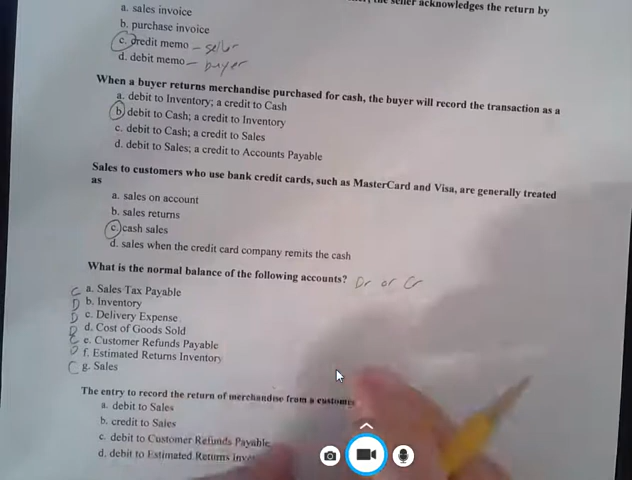 the seller acknowledges the return by
a. sales invoice
b. purchase invoice
c. credit memo – seller
d. debit memo – buyer
When a buyer returns merchandise purchased for cash, the buyer will record the transaction as a
a. debit to Inventory; a credit to Cash
b. debit to Cash; a credit to Inventory
c. debit to Cash; a credit to Sales
d. debit to Sales; a credit to Accounts Payable
Sales to customers who use bank credit cards, such as MasterCard and Visa, are generally treated
as
a. sales on account
b. sales returns
c. cash sales
d. sales when the credit card company remits the cash
What is the normal balance of the following accounts? Dr or Cr
C a. Sales Tax Payable
D b. Inventory
D c. Delivery Expense
D d. Cost of Goods Sold
C e. Customer Refunds Payable
D f. Estimated Returns Inventory
C g. Sales
The entry to record the return of merchandise from a customer
a. debit to Sales
b. credit to Sales
c. debit to Customer Refunds Payable
d. debit to Estimated Returns Inve